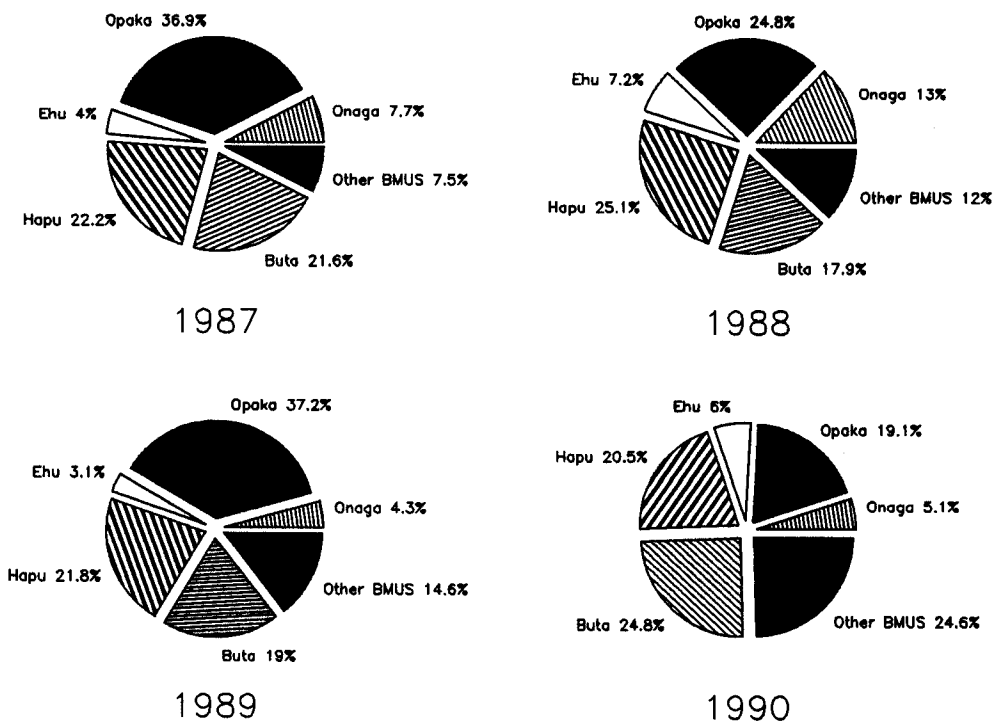 Opaka 36.9%
Ehu 4%
Onaga 7.7%
Other BMUS 7.5%
Hapu 22.2%
Buta 21.6%
1987
Opaka 24.8%
Ehu 7.2%
Onaga 13%
Other BMUS 12%
Hapu 25.1%
Buta 17.9%
1988
Opaka 37.2%
Ehu 3.1%
Onaga 4.3%
Hapu 21.8%
Other BMUS 14.6%
Buta 19%
1989
Ehu 6%
Opaka 19.1%
Hapu 20.5%
Onaga 5.1%
Buta 24.8%
Other BMUS 24.6%
1990